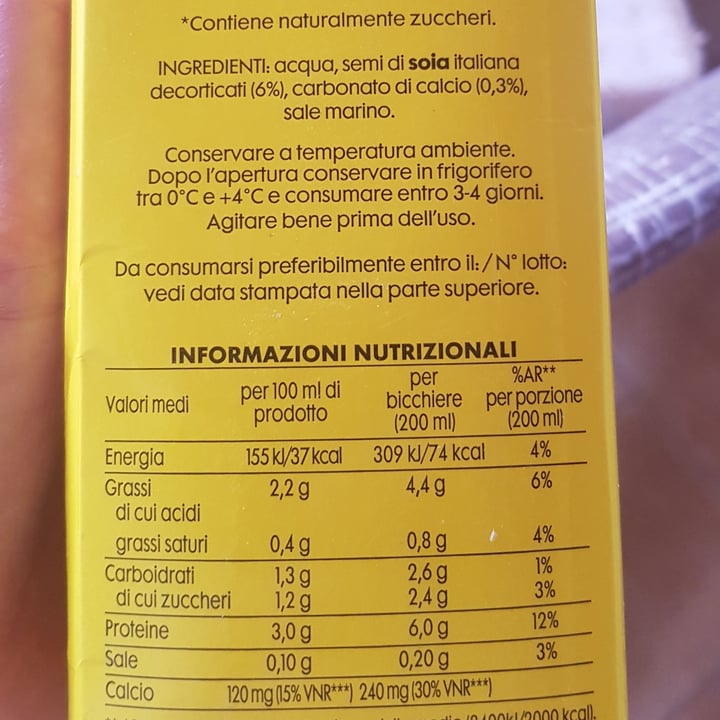 *Contiene naturalmente zuccheri.
INGREDIENTI: acqua, semi di soia italiana
decorticati (6%), carbonato di calcio (0,3%),
sale marino.
Conservare a temperatura ambiente.
Dopo l'apertura conservare in frigorifero
tra 0°C e +4°C e consumare entro 3-4 giorni.
Agitare bene prima dell'uso.
Da consumarsi preferibilmente entro il: / N° lotto:
vedi data stampata nella parte superiore.
INFORMAZIONI NUTRIZIONALI
Valori medi per 100 ml di prodotto per bicchiere (200 ml) %AR** per porzione (200 ml)
Energia 155 kJ/37 kcal 309 kJ/74 kcal 4%
Grassi 2,2 g 4,4 g 6%
di cui acidi
grassi saturi 0,4 g 0,8 g 4%
Carboidrati 1,3 g 2,6 g 1%
di cui zuccheri 1,2 g 2,4 g 3%
Proteine 3,0 g 6,0 g 12%
Sale 0,10 g 0,20 g 3%
Calcio 120 mg (15% VNR***) 240 mg (30% VNR***)